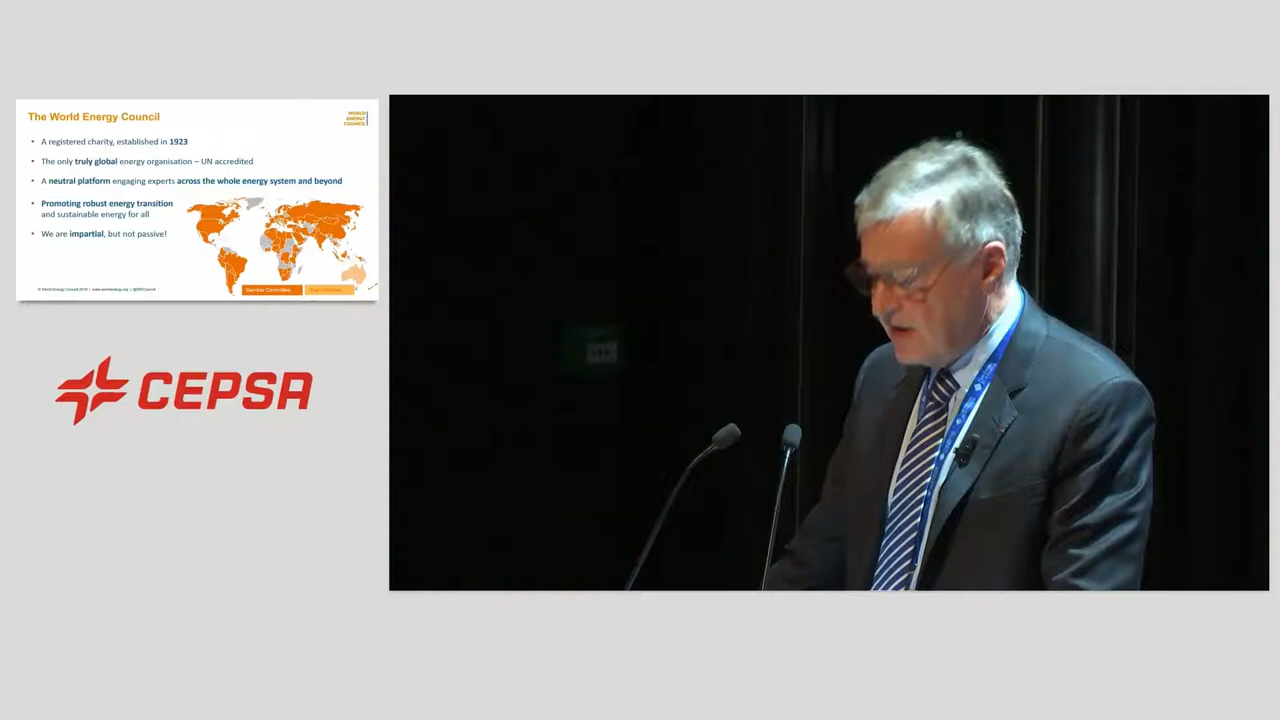 The World Energy Council
WORLD
ENERGY
COUNCIL
• A registered charity, established in 1923
• The only truly global energy organisation – UN accredited
• A neutral platform engaging experts across the whole energy system and beyond
• Promoting robust energy transition
and sustainable energy for all
• We are impartial, but not passive!
Member Committee
CEPSA